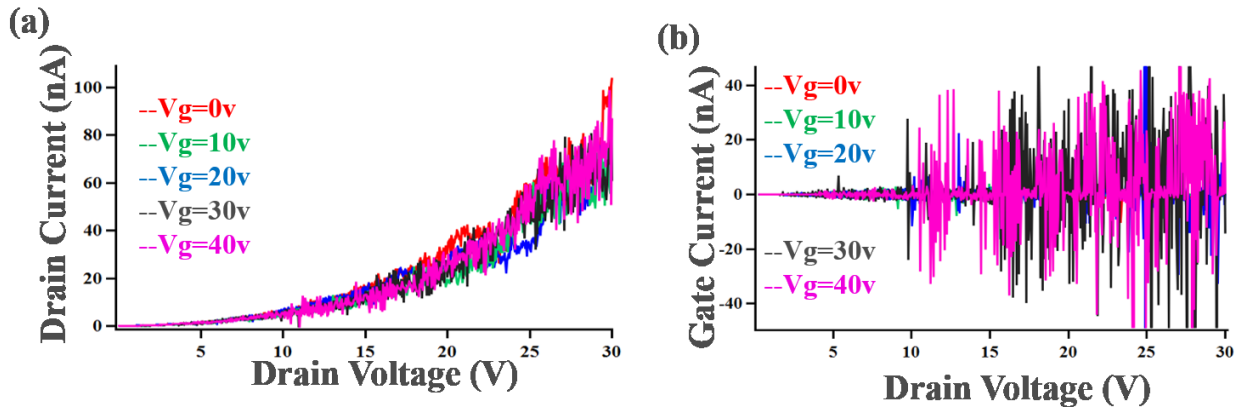 (a)
Drain Current (nA)
100
80
60
40
20
0
--Vg=0v
--Vg=10v
--Vg=20v
--Vg=30v
--Vg=40v
5 10 15 20 25 30
Drain Voltage (V)
(b)
Gate Current (nA)
40
20
0
-20
-40
--Vg=0v
--Vg=10v
--Vg=20v
--Vg=30v
--Vg=40v
5 10 15 20 25 30
Drain Voltage (V)